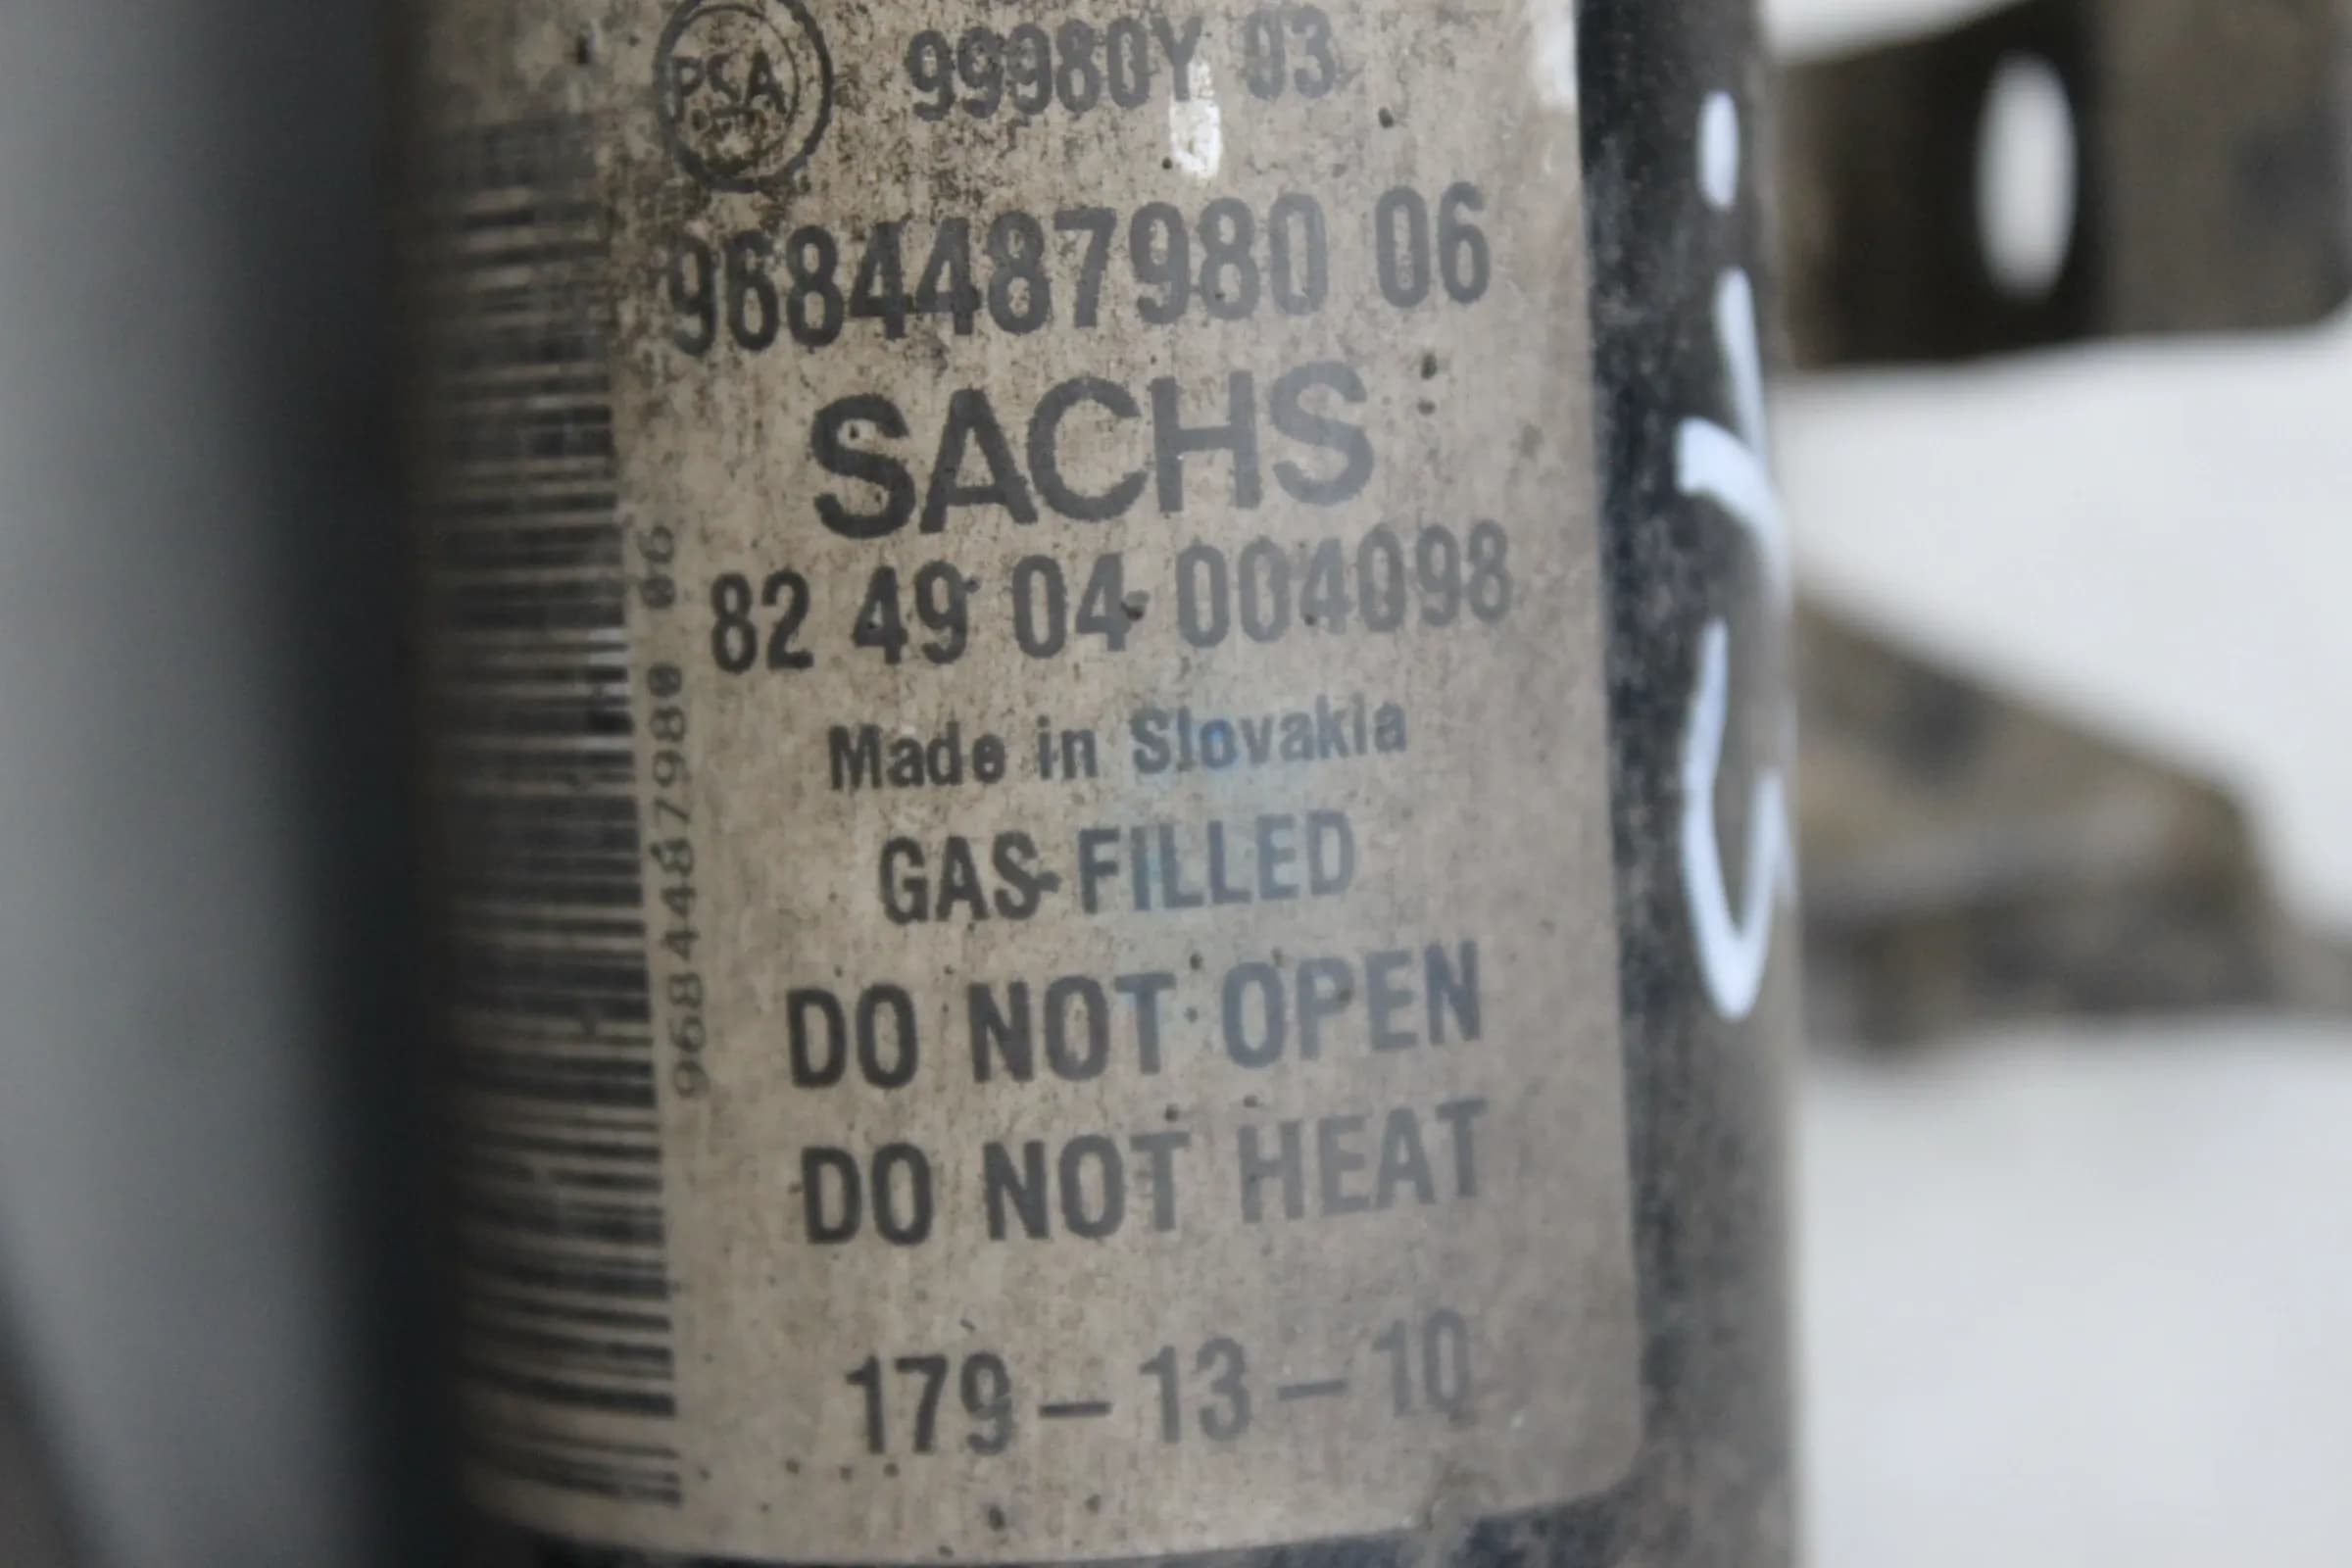 PSA
99980Y 03
9684487980 06
SACHS
82 49 04 004098
Made in Slovakia
GAS-FILLED
DO NOT OPEN
DO NOT HEAT
179-13-10
9684487980 06